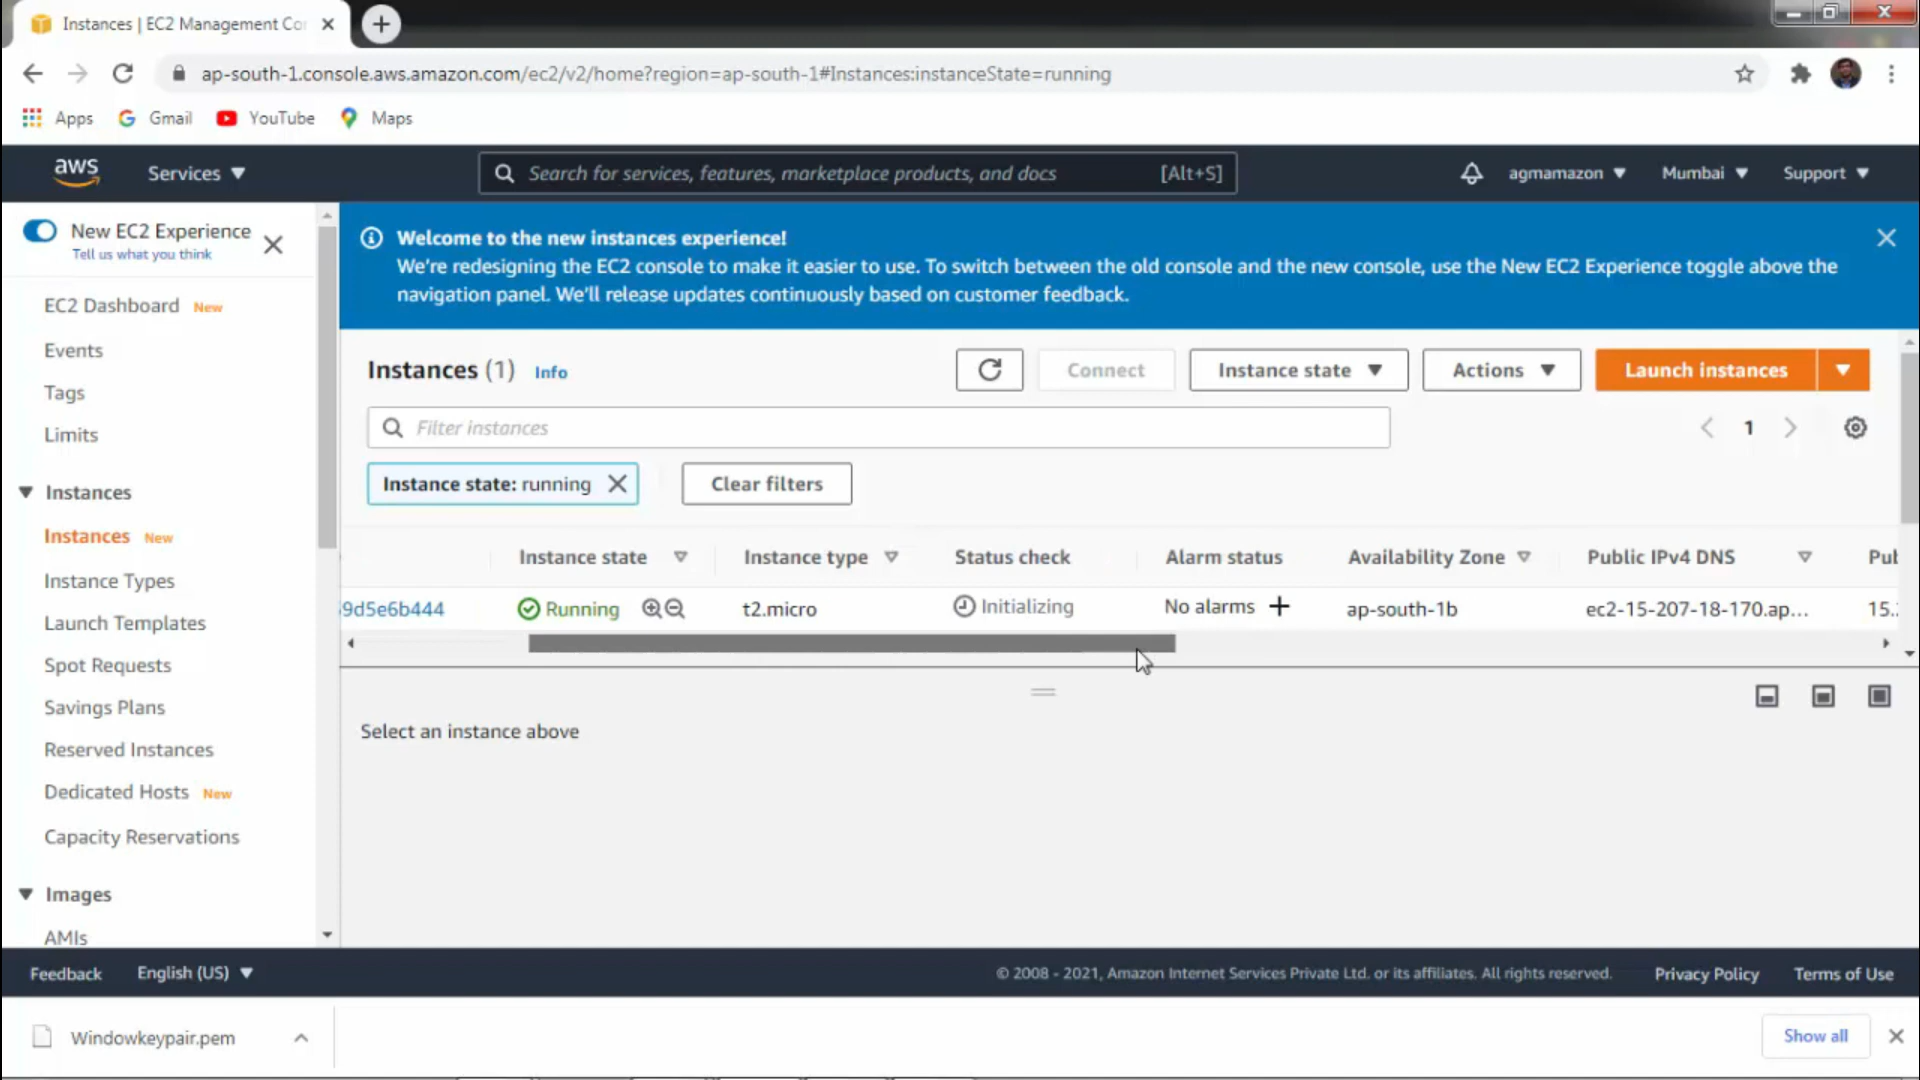 Instances | EC2 Management Co
ap-south-1.console.aws.amazon.com/ec2/v2/home?region=ap-south-1#Instances:instanceState=running
Apps
Gmail
YouTube
Maps
aws
Services
Search for services, features, marketplace products, and docs
[Alt+S]
agmamazon
Mumbai
Support
New EC2 Experience
Tell us what you think
EC2 Dashboard New
Events
Tags
Limits
Instances
Instances New
Instance Types
Launch Templates
Spot Requests
Savings Plans
Reserved Instances
Dedicated Hosts New
Capacity Reservations
Images
AMIs
Welcome to the new instances experience!
We're redesigning the EC2 console to make it easier to use. To switch between the old console and the new console, use the New EC2 Experience toggle above the
navigation panel. We'll release updates continuously based on customer feedback.
Instances (1) Info
Connect
Instance state
Actions
Launch instances
Filter instances
1
Instance state: running
Clear filters
Instance state
Instance type
Status check
Alarm status
Availability Zone
Public IPv4 DNS
Pul
9d5e6b444
Running
t2.micro
Initializing
No alarms
ap-south-1b
ec2-15-207-18-170.ap...
15.
Select an instance above
Feedback
English (US)
© 2008 - 2021, Amazon Internet Services Private Ltd. or its affiliates. All rights reserved.
Privacy Policy
Terms of Use
Windowkeypair.pem
Show all